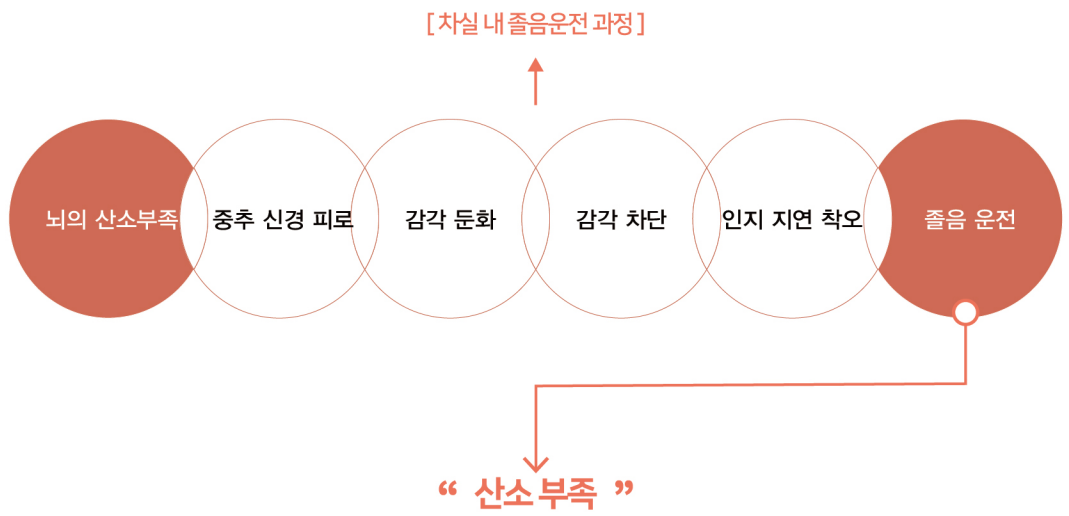 [ 차실 내 졸음운전 과정 ]
뇌의 산소부족
중추 신경 피로
감각 둔화
감각 차단
인지 지연 착오
졸음 운전
“ 산소 부족 ”